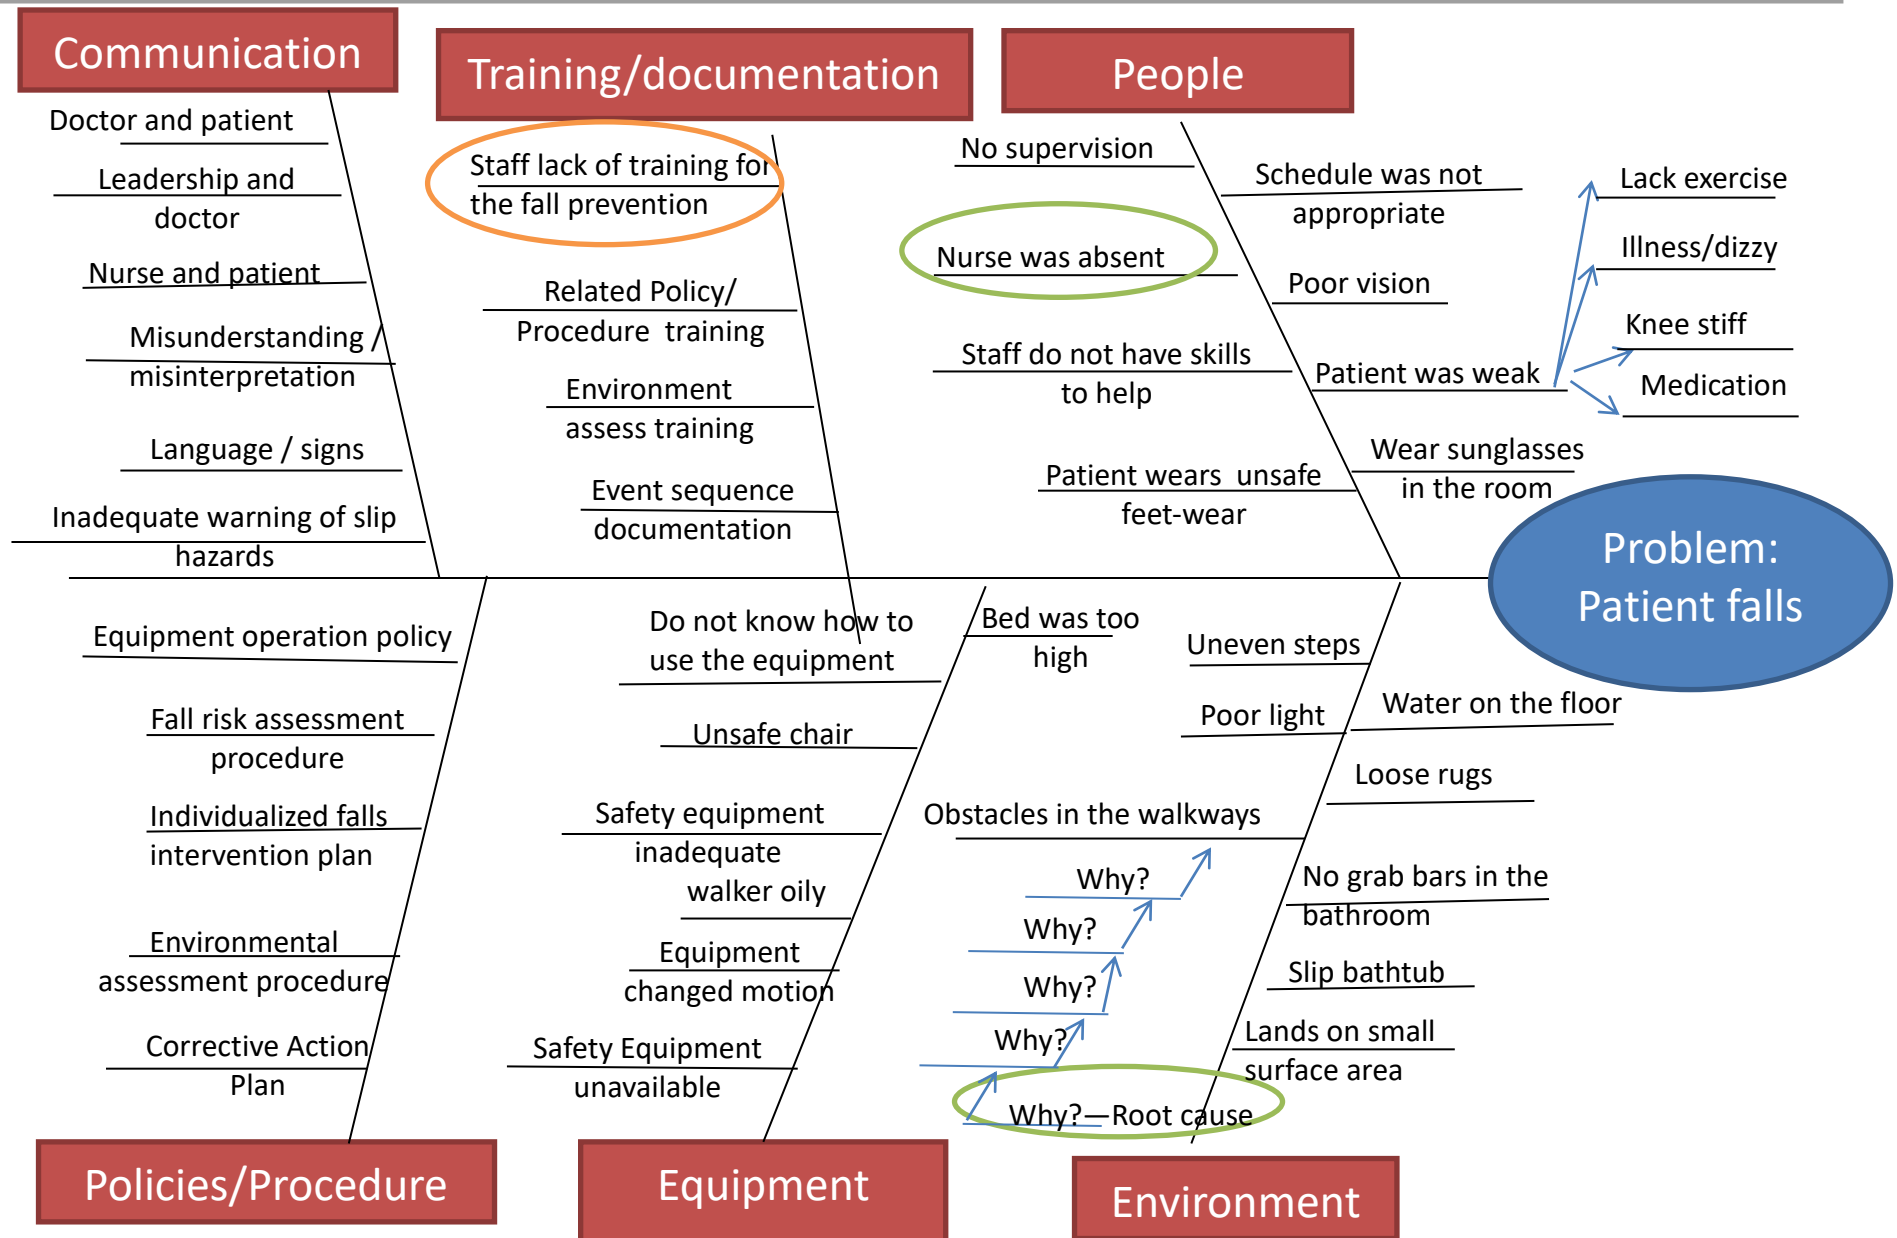 Communication
Doctor and patient
Leadership and
doctor
Nurse and patient
Misunderstanding /
misinterpretation
Language / signs
Inadequate warning of slip
hazards
Training/documentation
Staff lack of training for
the fall prevention
Related Policy/
Procedure training
Environment
assess training
Event sequence
documentation
People
No supervision
Nurse was absent
Staff do not have skills
to help
Patient wears unsafe
feet-wear
Schedule was not
appropriate
Poor vision
Patient was weak
Wear sunglasses
in the room
Lack exercise
Illness/dizzy
Knee stiff
Medication
Problem:
Patient falls
Equipment operation policy
Fall risk assessment
procedure
Individualized falls
intervention plan
Environmental
assessment procedure
Corrective Action
Plan
Policies/Procedure
Do not know how to
use the equipment
Unsafe chair
Safety equipment
inadequate
walker oily
Equipment
changed motion
Safety Equipment
unavailable
Bed was too
high
Equipment
Uneven steps
Poor light
Obstacles in the walkways
Why?
Why?
Why?
Why?
Why?—Root cause
Water on the floor
Loose rugs
No grab bars in the
bathroom
Slip bathtub
Lands on small
surface area
Environment